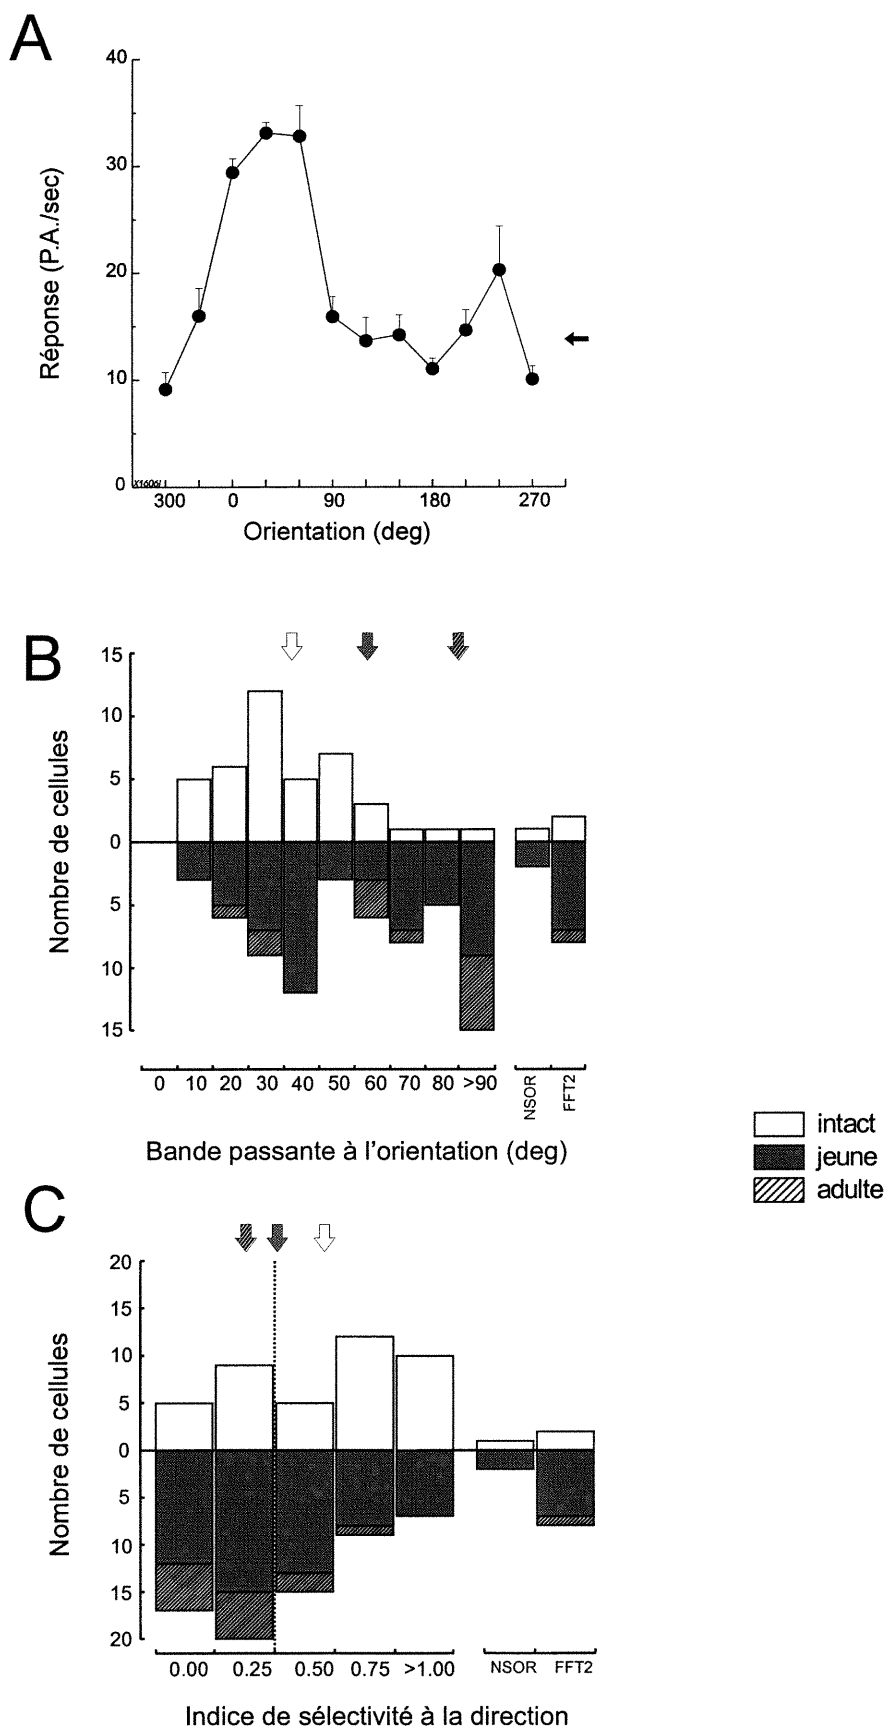 A
40
30
20
10
0
Réponse (P.A./sec)
300 0 90 180 270
Orientation (deg)
B
15
10
5
0
5
10
15
Nombre de cellules
0 10 20 30 40 50 60 70 80 >90 NSOR FFT2
Bande passante à l'orientation (deg)
intact
jeune
adulte
C
20
15
10
5
0
5
10
15
20
Nombre de cellules
0.00 0.25 0.50 0.75 >1.00 NSOR FFT2
Indice de sélectivité à la direction